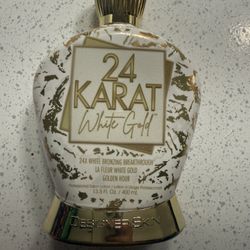 24
KARAT
White Gold
24X WHITE BRONZING BREAKTHROUGH
LA FLEUR WHITE GOLD
GOLDEN HOUR
13.5 Fl. Oz. / 400 mL
DESIGNER SKIN